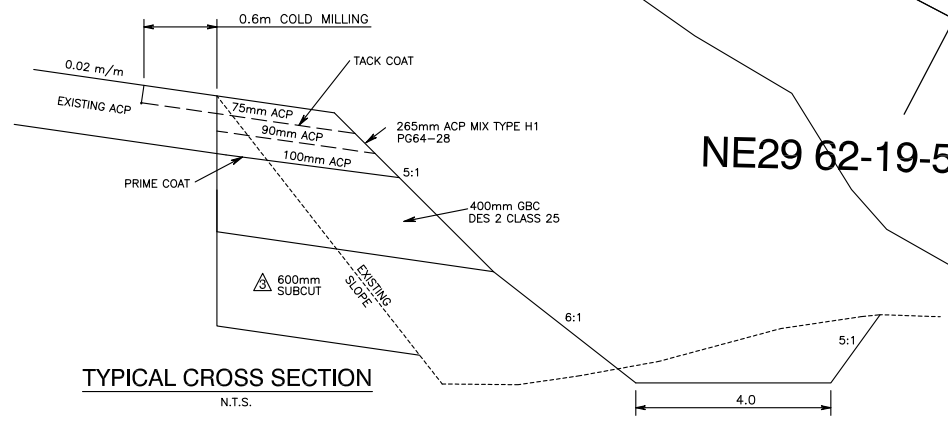 0.6m COLD MILLING
0.02 m/m
TACK COAT
EXISTING ACP
75mm ACP
90mm ACP
100mm ACP
265mm ACP MIX TYPE H1
PG64-28
5:1
PRIME COAT
NE29 62-19-5
400mm GBC
DES 2 CLASS 25
EXISTING
SLOPE
3 600mm
SUBCUT
6:1
5:1
TYPICAL CROSS SECTION
N.T.S.
4.0